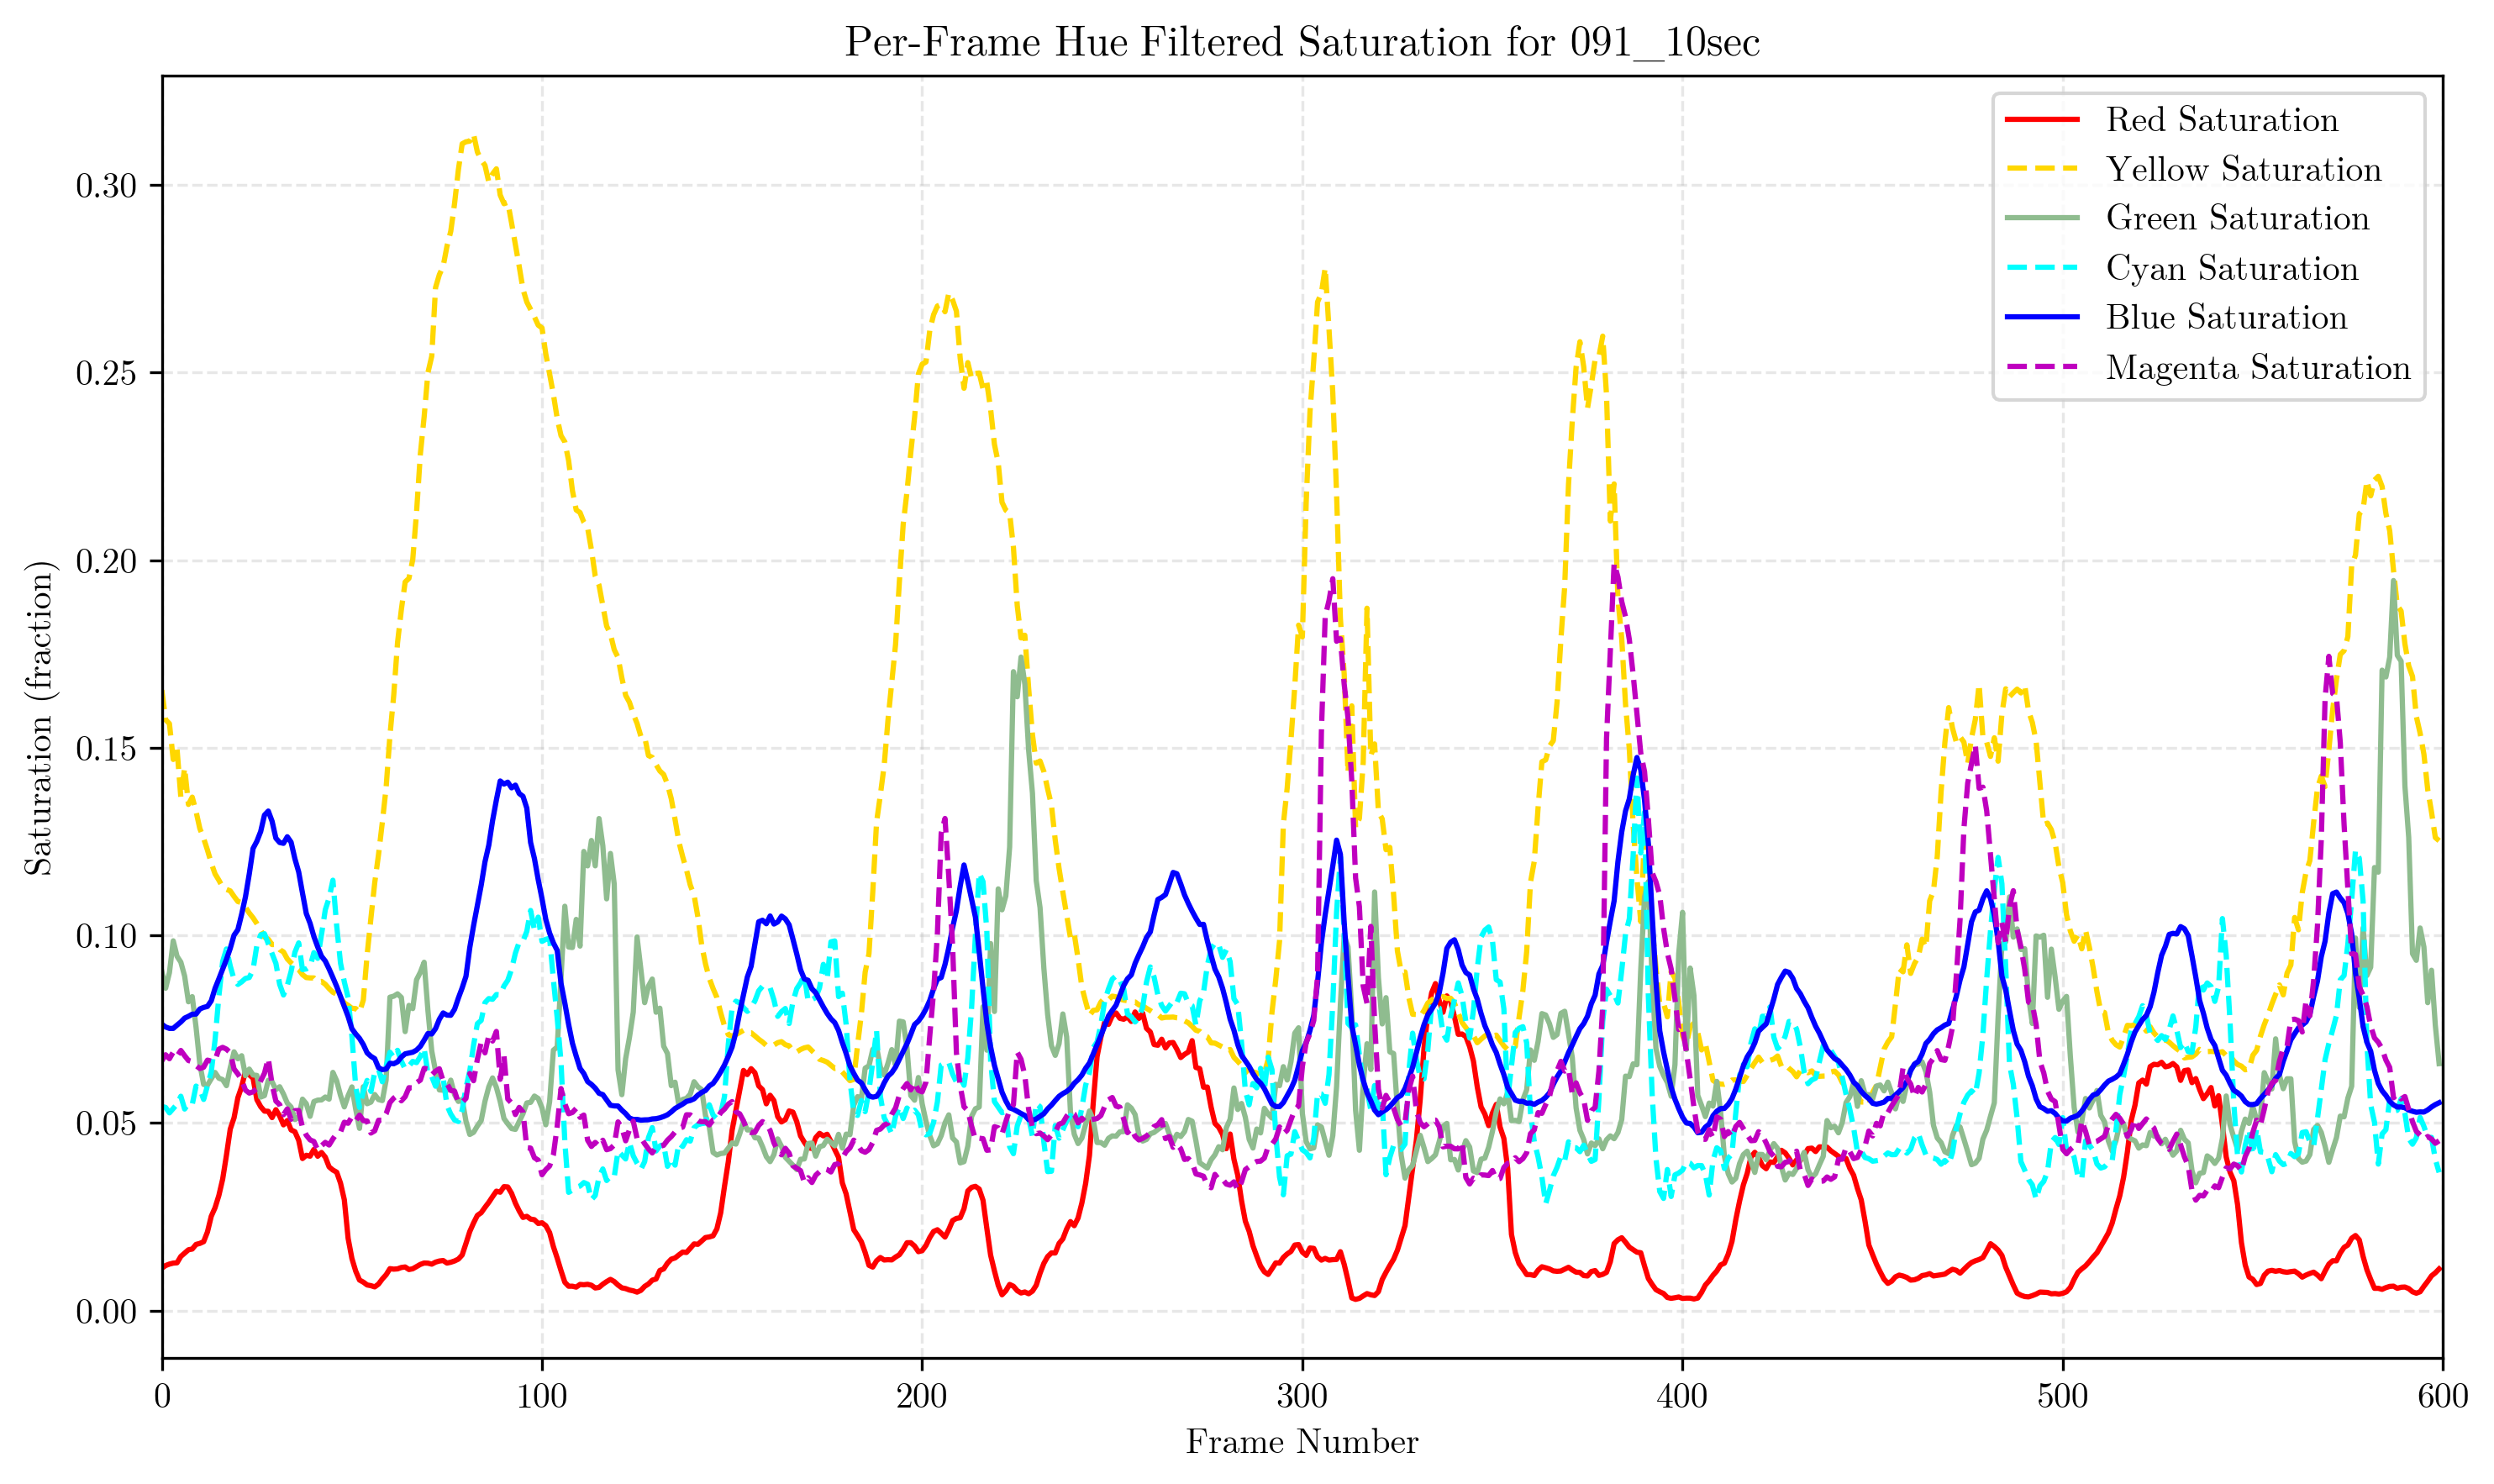 Per-Frame Hue Filtered Saturation for 091_10sec
Red Saturation
Yellow Saturation
Green Saturation
Cyan Saturation
Blue Saturation
Magenta Saturation
Saturation (fraction)
0.30
0.25
0.20
0.15
0.10
0.05
0.00
0 100 200 300 400 500 600
Frame Number